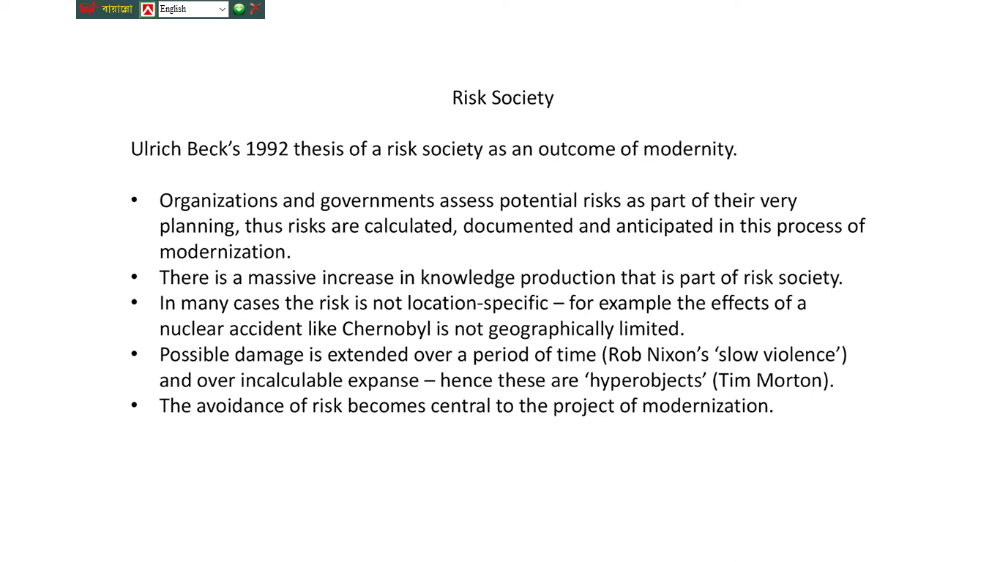 বায়ান্নো English
Risk Society
Ulrich Beck’s 1992 thesis of a risk society as an outcome of modernity.
• Organizations and governments assess potential risks as part of their very
planning, thus risks are calculated, documented and anticipated in this process of
modernization.
• There is a massive increase in knowledge production that is part of risk society.
• In many cases the risk is not location-specific – for example the effects of a
nuclear accident like Chernobyl is not geographically limited.
• Possible damage is extended over a period of time (Rob Nixon’s ‘slow violence’)
and over incalculable expanse – hence these are ‘hyperobjects’ (Tim Morton).
• The avoidance of risk becomes central to the project of modernization.